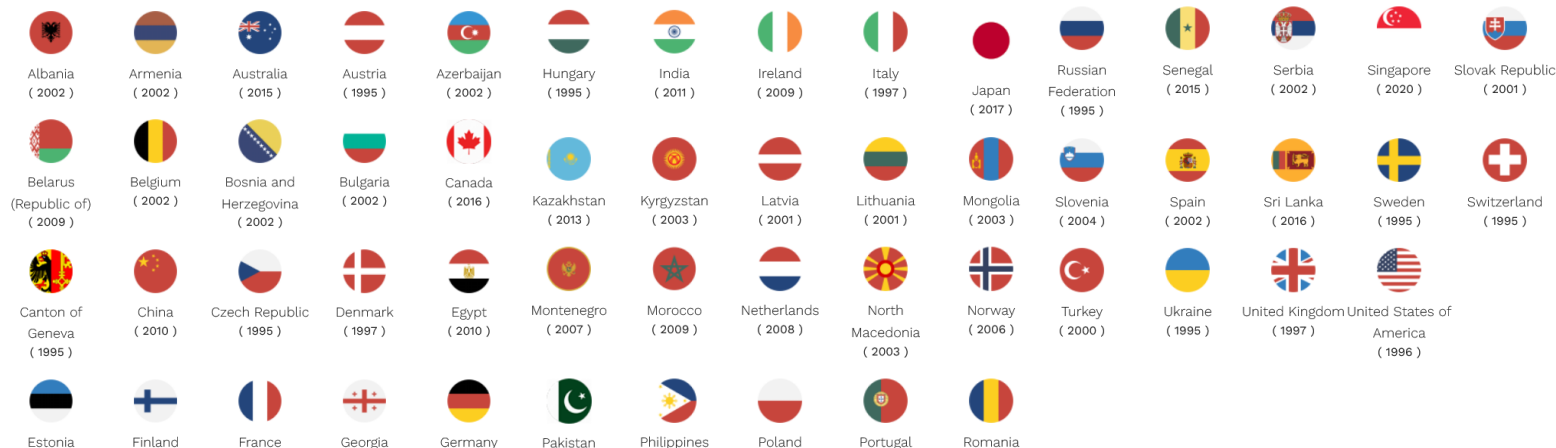 Albania
( 2002 )
Armenia
( 2002 )
Australia
( 2015 )
Austria
( 1995 )
Azerbaijan
( 2002 )
Hungary
( 1995 )
India
( 2011 )
Ireland
( 2009 )
Italy
( 1997 )
Japan
( 2017 )
Russian
Federation
( 1995 )
Senegal
( 2015 )
Serbia
( 2002 )
Singapore
( 2020 )
Slovak Republic
( 2001 )
Belarus
(Republic of)
( 2009 )
Belgium
( 2002 )
Bosnia and
Herzegovina
( 2002 )
Bulgaria
( 2002 )
Canada
( 2016 )
Kazakhstan
( 2013 )
Kyrgyzstan
( 2003 )
Latvia
( 2001 )
Lithuania
( 2001 )
Mongolia
( 2003 )
Slovenia
( 2004 )
Spain
( 2002 )
Sri Lanka
( 2016 )
Sweden
( 1995 )
Switzerland
( 1995 )
Canton of
Geneva
( 1995 )
China
( 2010 )
Czech Republic
( 1995 )
Denmark
( 1997 )
Egypt
( 2010 )
Montenegro
( 2007 )
Morocco
( 2009 )
Netherlands
( 2008 )
North
Macedonia
( 2003 )
Norway
( 2006 )
Turkey
( 2000 )
Ukraine
( 1995 )
United Kingdom
( 1997 )
United States of
America
( 1996 )
Estonia
Finland
France
Georgia
Germany
Pakistan
Philippines
Poland
Portugal
Romania